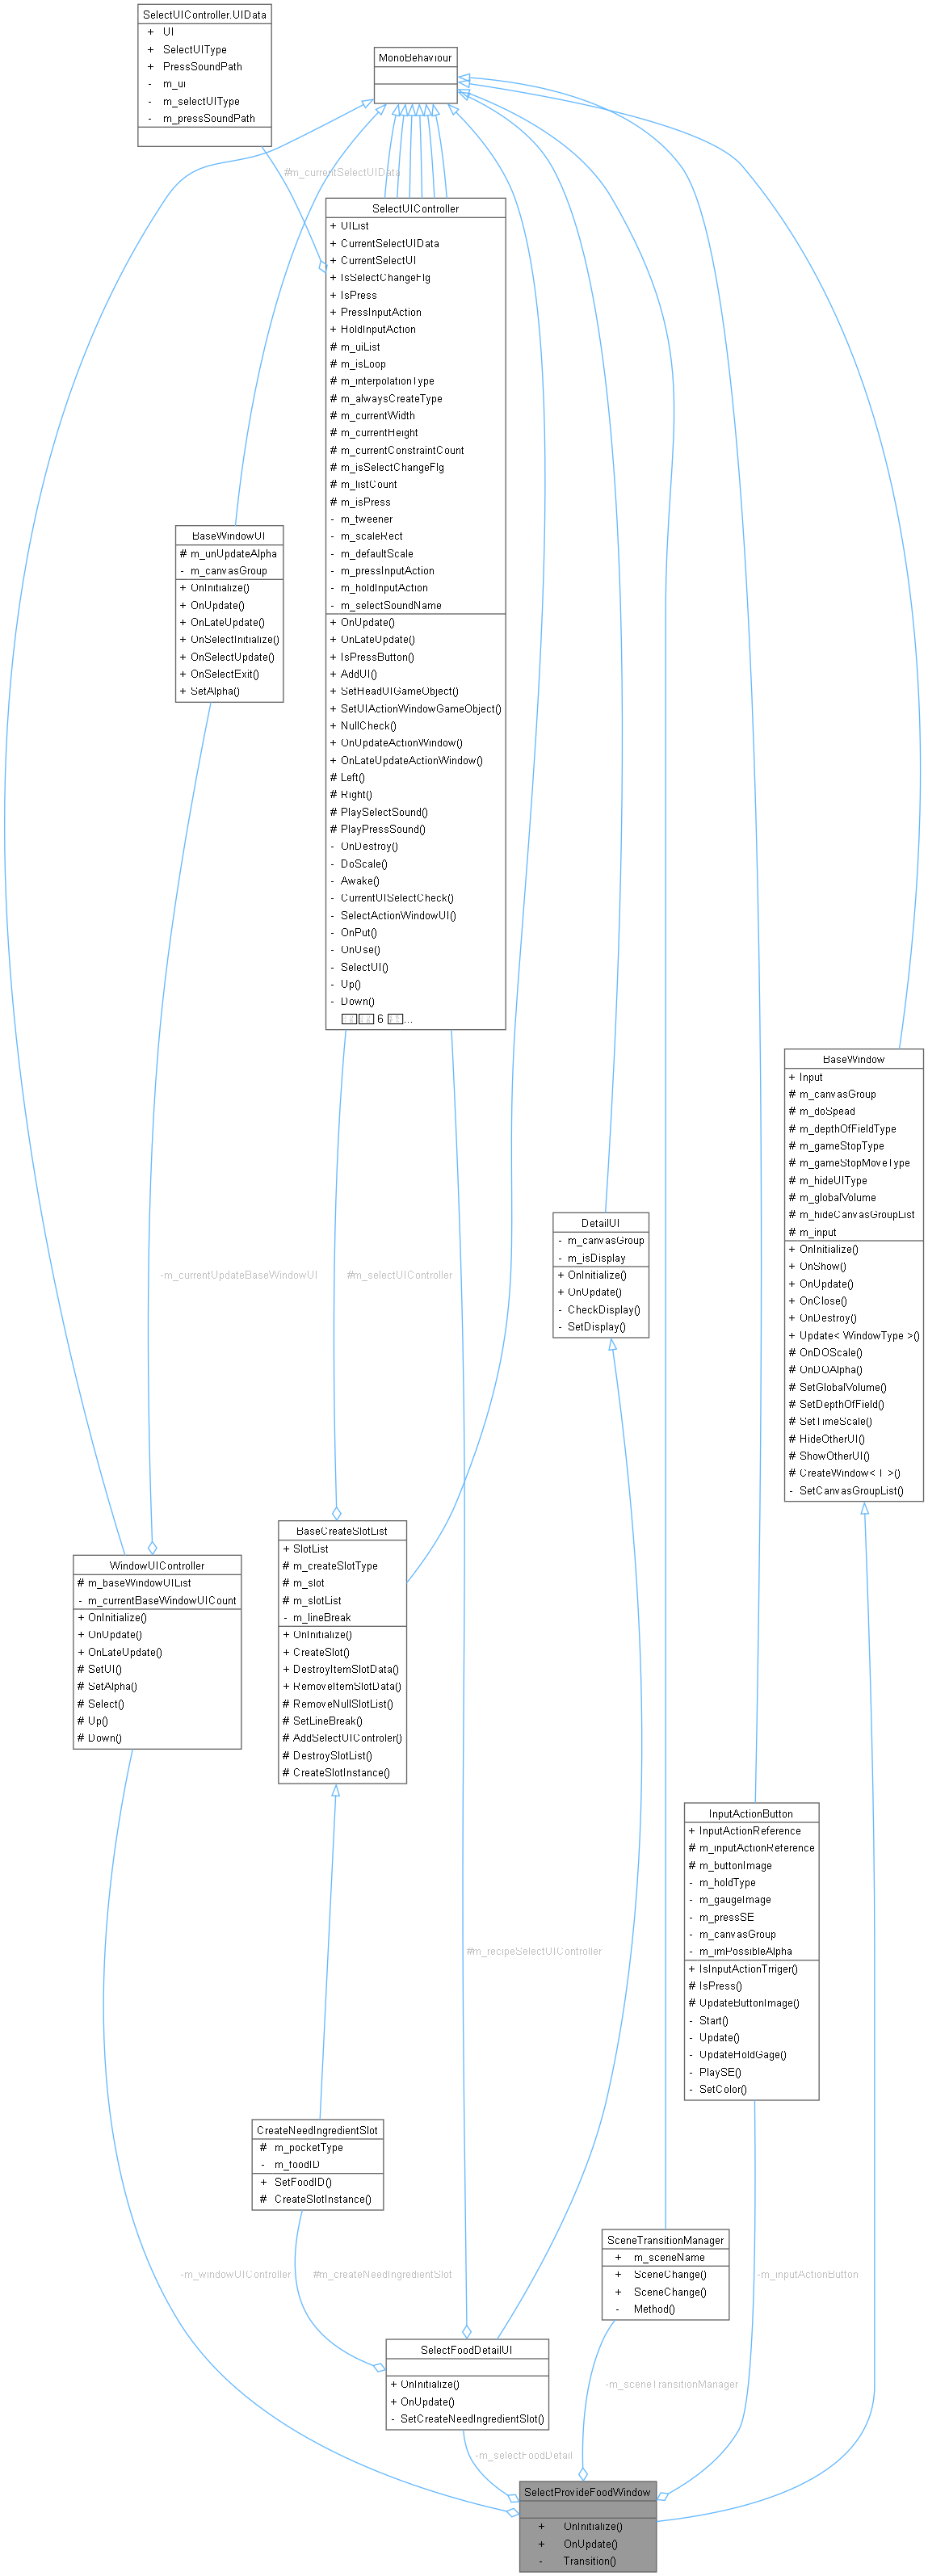 SelectUIController.UIData
+ UI
+ SelectUIType
+ PressSoundPath
- m_ui
- m_selectUIType
- m_pressSoundPath
MonoBehaviour
#m_currentSelectUIData
SelectUIController
+ UIList
+ CurrentSelectUIData
+ CurrentSelectUI
+ IsSelectChangeFlg
+ IsPress
+ PressInputAction
+ HoldInputAction
# m_uiList
# m_isLoop
# m_interpolationType
# m_alwaysCreateType
# m_currentWidth
# m_currentHeight
# m_currentConstraintCount
# m_isSelectChangeFlg
# m_listCount
# m_isPress
- m_tweener
- m_scaleRect
- m_defaultScale
- m_pressInputAction
- m_holdInputAction
- m_selectSoundName
+ OnUpdate()
+ OnLateUpdate()
+ IsPressButton()
+ AddUI()
+ SetHeadUIGameObject()
+ SetUIActionWindowGameObject()
+ NullCheck()
+ OnUpdateActionWindow()
+ OnLateUpdateActionWindow()
# Left()
# Right()
# PlaySelectSound()
# PlayPressSound()
- OnDestroy()
- DoScale()
- Awake()
- CurrentUISelectCheck()
- SelectActionWindowUI()
- OnPut()
- OnUse()
- SelectUI()
- Up()
- Down()
6 ...
BaseWindowUI
# m_unUpdateAlpha
- m_canvasGroup
+ OnInitialize()
+ OnUpdate()
+ OnLateUpdate()
+ OnSelectInitialize()
+ OnSelectUpdate()
+ OnSelectExit()
+ SetAlpha()
BaseWindow
+ Input
# m_canvasGroup
# m_doSpead
# m_depthOfFieldType
# m_gameStopType
# m_gameStopMoveType
# m_hideUIType
# m_globalVolume
# m_hideCanvasGroupList
# m_input
+ OnInitialize()
+ OnShow()
+ OnUpdate()
+ OnClose()
+ OnDestroy()
+ Update< WindowType >()
# OnDOScale()
# OnDOAlpha()
# SetGlobalVolume()
# SetDepthOfField()
# SetTimeScale()
# HideOtherUI()
# ShowOtherUI()
# CreateWindow< T >()
- SetCanvasGroupList()
DetailUI
- m_canvasGroup
- m_isDisplay
+ OnInitialize()
+ OnUpdate()
- CheckDisplay()
- SetDisplay()
-m_currentUpdateBaseWindowUI
#m_selectUIController
BaseCreateSlotList
+ SlotList
# m_createSlotType
# m_slot
# m_slotList
- m_lineBreak
+ OnInitialize()
+ CreateSlot()
+ DestroyItemSlotData()
+ RemoveItemSlotData()
# RemoveNullSlotList()
# SetLineBreak()
# AddSelectUIControler()
# DestroySlotList()
# CreateSlotInstance()
WindowUIController
# m_baseWindowUIList
- m_currentBaseWindowUICount
+ OnInitialize()
+ OnUpdate()
+ OnLateUpdate()
# SetUI()
# SetAlpha()
# Select()
# Up()
# Down()
InputActionButton
+ InputActionReference
# m_inputActionReference
# m_buttonImage
- m_holdType
- m_gaugeImage
- m_pressSE
- m_canvasGroup
- m_imPossibleAlpha
+ IsInputActionTrriger()
# IsPress()
# UpdateButtonImage()
- Start()
- Update()
- UpdateHoldGage()
- PlaySE()
- SetColor()
#m_recipeSelectUIController
CreateNeedIngredientSlot
# m_pocketType
- m_foodID
+ SetFoodID()
# CreateSlotInstance()
SceneTransitionManager
+ m_sceneName
+ SceneChange()
+ SceneChange()
- Method()
-m_windowUIController
#m_createNeedIngredientSlot
-m_inputActionButton
SelectFoodDetailUI
+ OnInitialize()
+ OnUpdate()
- SetCreateNeedIngredientSlot()
-m_sceneTransitionManager
-m_selectFoodDetail
SelectProvideFoodWindow
+ OnInitialize()
+ OnUpdate()
- Transition()